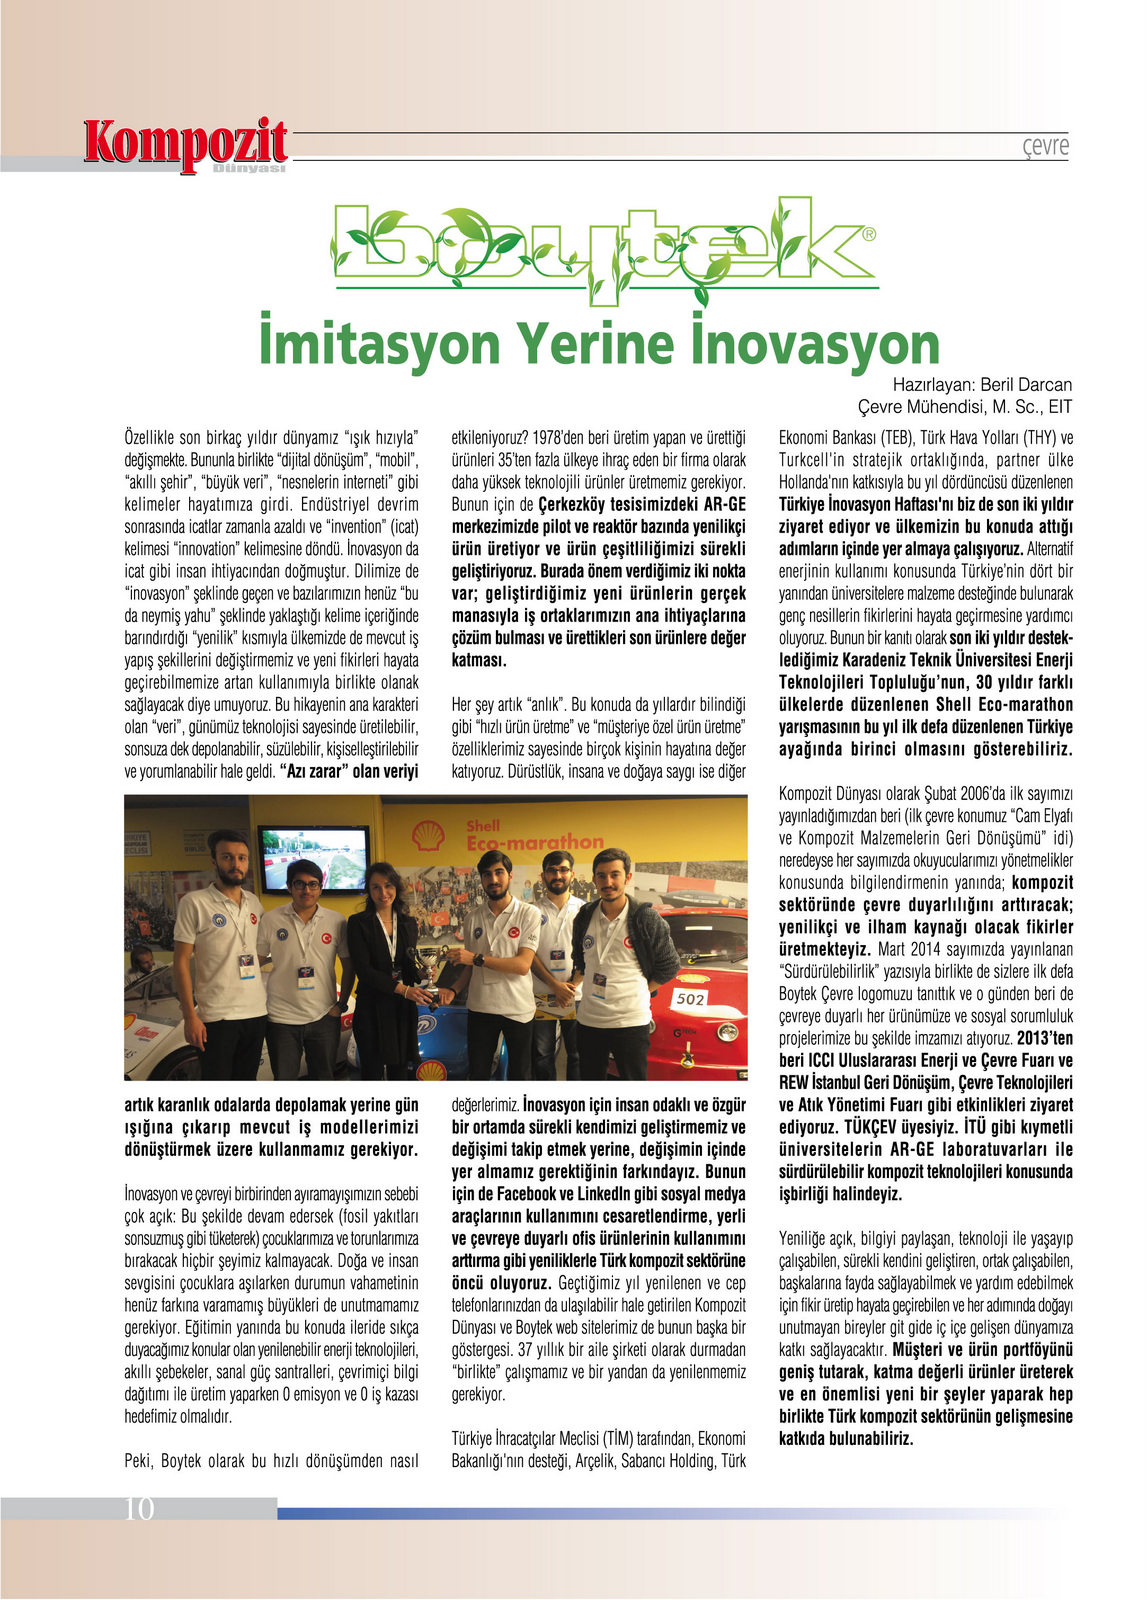 Kompozit
Dünyası
çevre
boytek®
İmitasyon Yerine İnovasyon
Hazırlayan: Beril Darcan
Çevre Mühendisi, M. Sc., EIT
Özellikle son birkaç yıldır dünyamız “ışık hızıyla”
değişmekte. Bununla birlikte “dijital dönüşüm”, “mobil”,
“akıllı şehir”, “büyük veri”, “nesnelerin interneti” gibi
kelimeler hayatımıza girdi. Endüstriyel devrim
sonrasında icatlar zamanla azaldı ve “invention” (icat)
kelimesi “innovation” kelimesine döndü. İnovasyon da
icat gibi insan ihtiyacından doğmuştur. Dilimize de
“inovasyon” şeklinde geçen ve bazılarımızın henüz “bu
da neymiş yahu” şeklinde yaklaştığı kelime içeriğinde
barındırdığı “yenilik” kısmıyla ülkemizde de mevcut iş
yapış şekillerini değiştirmemiz ve yeni fikirleri hayata
geçirebilmemize artan kullanımıyla birlikte olanak
sağlayacak diye umuyoruz. Bu hikayenin ana karakteri
olan “veri”, günümüz teknolojisi sayesinde üretilebilir,
sonsuza dek depolanabilir, süzülebilir, kişiselleştirilebilir
ve yorumlanabilir hale geldi. “Azı zarar” olan veriyi
artık karanlık odalarda depolamak yerine gün
ışığına çıkarıp mevcut iş modellerimizi
dönüştürmek üzere kullanmamız gerekiyor.
İnovasyon ve çevreyi birbirinden ayıramayışımızın sebebi
çok açık: Bu şekilde devam edersek (fosil yakıtları
sonsuzmuş gibi tüketerek) çocuklarımıza ve torunlarımıza
bırakacak hiçbir şeyimiz kalmayacak. Doğa ve insan
sevgisini çocuklara aşılarken durumun vahametinin
henüz farkına varamamış büyükleri de unutmamamız
gerekiyor. Eğitimin yanında bu konuda ileride sıkça
duyacağımız konular olan yenilenebilir enerji teknolojileri,
akıllı şebekeler, sanal güç santralleri, çevrimiçi bilgi
dağıtımı ile üretim yaparken 0 emisyon ve 0 iş kazası
hedefimiz olmalıdır.
Peki, Boytek olarak bu hızlı dönüşümden nasıl
etkileniyoruz? 1978’den beri üretim yapan ve ürettiği
ürünleri 35’ten fazla ülkeye ihraç eden bir firma olarak
daha yüksek teknolojili ürünler üretmemiz gerekiyor.
Bunun için de Çerkezköy tesisimizdeki AR-GE
merkezimizde pilot ve reaktör bazında yenilikçi
ürün üretiyor ve ürün çeşitliliğimizi sürekli
geliştiriyoruz. Burada önem verdiğimiz iki nokta
var; geliştirdiğimiz yeni ürünlerin gerçek
manasıyla iş ortaklarımızın ana ihtiyaçlarına
çözüm bulması ve ürettikleri son ürünlere değer
katması.
Her şey artık “anlık”. Bu konuda da yıllardır bilindiği
gibi “hızlı ürün üretme” ve “müşteriye özel ürün üretme”
özelliklerimiz sayesinde birçok kişinin hayatına değer
katıyoruz. Dürüstlük, insana ve doğaya saygı ise diğer
Shell
Eco-marathon
502
değerlerimiz. İnovasyon için insan odaklı ve özgür
bir ortamda sürekli kendimizi geliştirmemiz ve
değişimi takip etmek yerine, değişimin içinde
yer almamız gerektiğinin farkındayız. Bunun
için de Facebook ve LinkedIn gibi sosyal medya
araçlarının kullanımını cesaretlendirme, yerli
ve çevreye duyarlı ofis ürünlerinin kullanımını
arttırma gibi yeniliklerle Türk kompozit sektörüne
öncü oluyoruz. Geçtiğimiz yıl yenilenen ve cep
telefonlarınızdan da ulaşılabilir hale getirilen Kompozit
Dünyası ve Boytek web sitelerimiz de bunun başka bir
göstergesi. 37 yıllık bir aile şirketi olarak durmadan
“birlikte” çalışmamız ve bir yandan da yenilenmemiz
gerekiyor.
Türkiye İhracatçılar Meclisi (TİM) tarafından, Ekonomi
Bakanlığı'nın desteği, Arçelik, Sabancı Holding, Türk
Ekonomi Bankası (TEB), Türk Hava Yolları (THY) ve
Turkcell'in stratejik ortaklığında, partner ülke
Hollanda'nın katkısıyla bu yıl dördüncüsü düzenlenen
Türkiye İnovasyon Haftası'nı biz de son iki yıldır
ziyaret ediyor ve ülkemizin bu konuda attığı
adımların içinde yer almaya çalışıyoruz. Alternatif
enerjinin kullanımı konusunda Türkiye’nin dört bir
yanından üniversitelere malzeme desteğinde bulunarak
genç nesillerin fikirlerini hayata geçirmesine yardımcı
oluyoruz. Bunun bir kanıtı olarak son iki yıldır destek-
lediğimiz Karadeniz Teknik Üniversitesi Enerji
Teknolojileri Topluluğu’nun, 30 yıldır farklı
ülkelerde düzenlenen Shell Eco-marathon
yarışmasının bu yıl ilk defa düzenlenen Türkiye
ayağında birinci olmasını gösterebiliriz.
Kompozit Dünyası olarak Şubat 2006’da ilk sayımızı
yayınladığımızdan beri (ilk çevre konumuz “Cam Elyafı
ve Kompozit Malzemelerin Geri Dönüşümü” idi)
neredeyse her sayımızda okuyucularımızı yönetmelikler
konusunda bilgilendirmenin yanında; kompozit
sektöründe çevre duyarlılığını arttıracak;
yenilikçi ve ilham kaynağı olacak fikirler
üretmekteyiz. Mart 2014 sayımızda yayınlanan
“Sürdürülebilirlik” yazısıyla birlikte de sizlere ilk defa
Boytek Çevre logomuzu tanıttık ve o günden beri de
çevreye duyarlı her ürünümüze ve sosyal sorumluluk
projelerimize bu şekilde imzamızı atıyoruz. 2013’ten
beri ICCI Uluslararası Enerji ve Çevre Fuarı ve
REW İstanbul Geri Dönüşüm, Çevre Teknolojileri
ve Atık Yönetimi Fuarı gibi etkinlikleri ziyaret
ediyoruz. TÜKÇEV üyesiyiz. İTÜ gibi kıymetli
üniversitelerin AR-GE laboratuvarları ile
sürdürülebilir kompozit teknolojileri konusunda
işbirliği halindeyiz.
Yeniliğe açık, bilgiyi paylaşan, teknoloji ile yaşayıp
çalışabilen, sürekli kendini geliştiren, ortak çalışabilen,
başkalarına fayda sağlayabilmek ve yardım edebilmek
için fikir üretip hayata geçirebilen ve her adımında doğayı
unutmayan bireyler git gide iç içe gelişen dünyamıza
katkı sağlayacaktır. Müşteri ve ürün portföyünü
geniş tutarak, katma değerli ürünler üreterek
ve en önemlisi yeni bir şeyler yaparak hep
birlikte Türk kompozit sektörünün gelişmesine
katkıda bulunabiliriz.
10